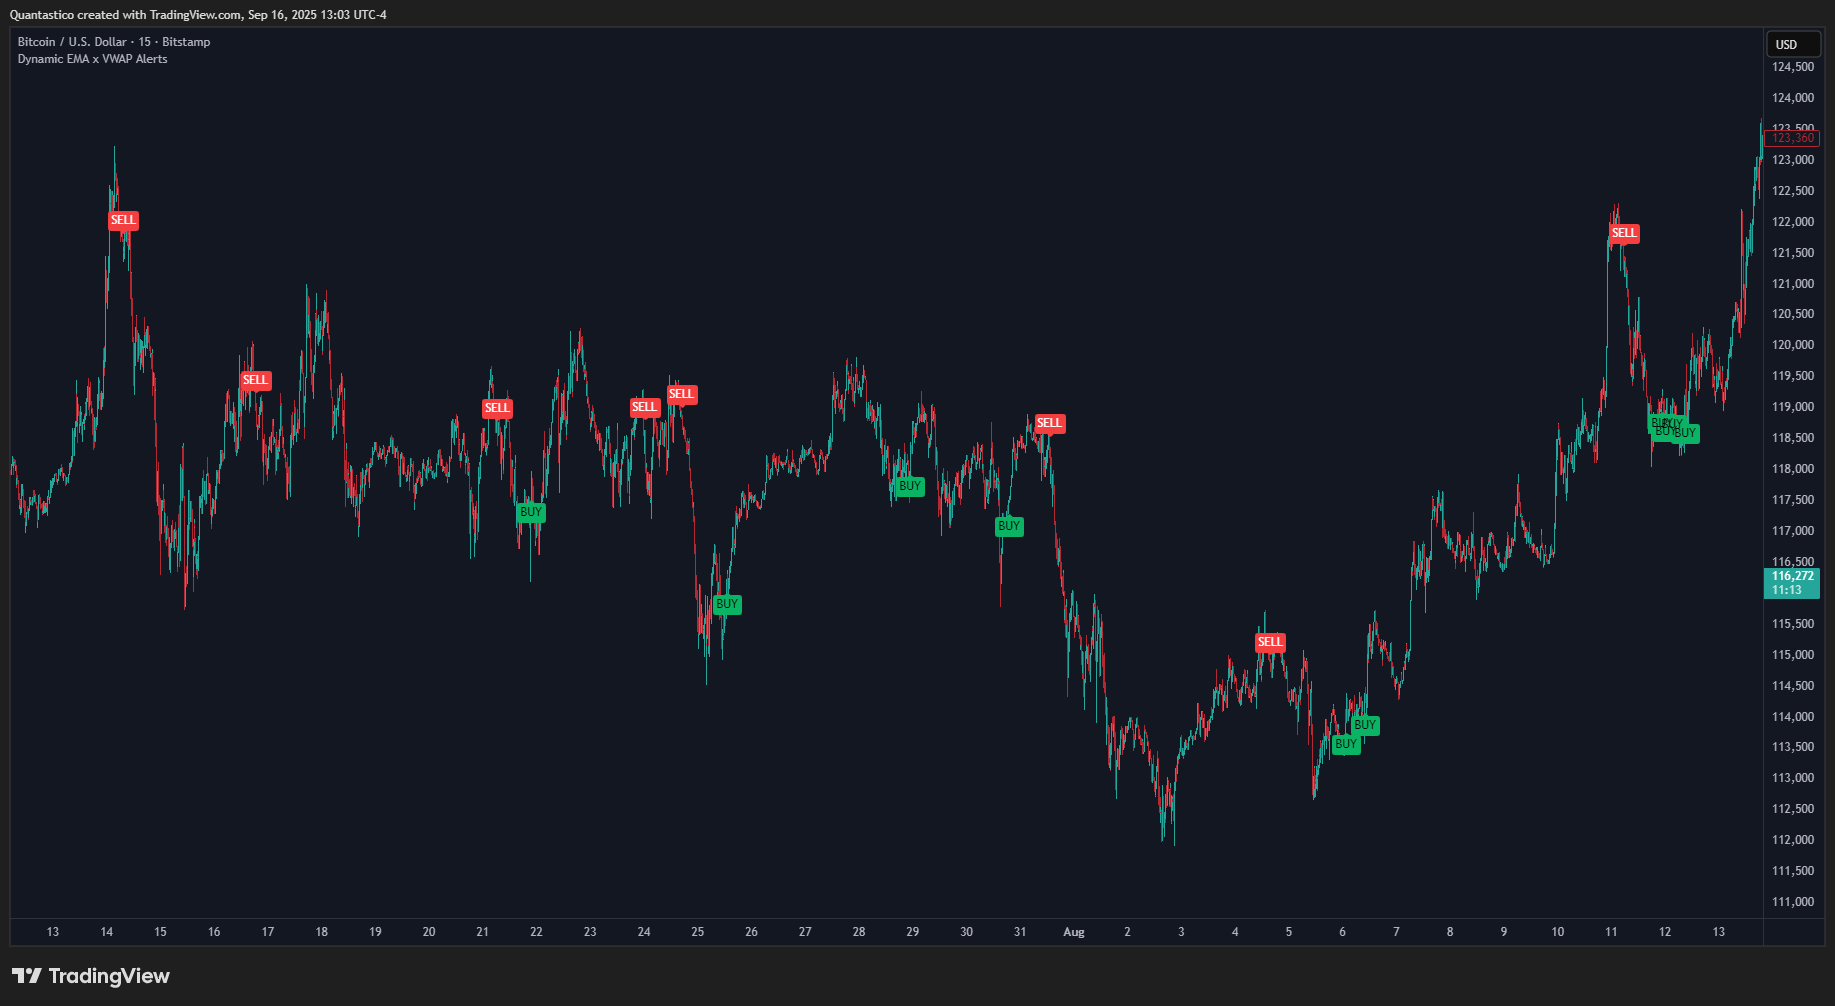 Quantastico created with TradingView.com, Sep 16, 2025 13:03 UTC-4
Bitcoin / U.S. Dollar · 15 · Bitstamp
Dynamic EMA x VWAP Alerts
USD
124,500
124,000
123,500
123,360
123,000
122,500
122,000
121,500
121,000
120,500
120,000
119,500
119,000
118,500
118,000
117,500
117,000
116,500
116,272
11:13
115,500
115,000
114,500
114,000
113,500
113,000
112,500
112,000
111,500
111,000
SELL
SELL
SELL
BUY
SELL
SELL
BUY
BUY
BUY
SELL
SELL
BUY
BUY
SELL
BUY
BUY
13 14 15 16 17 18 19 20 21 22 23 24 25 26 27 28 29 30 31 Aug 2 3 4 5 6 7 8 9 10 11 12 13
TradingView